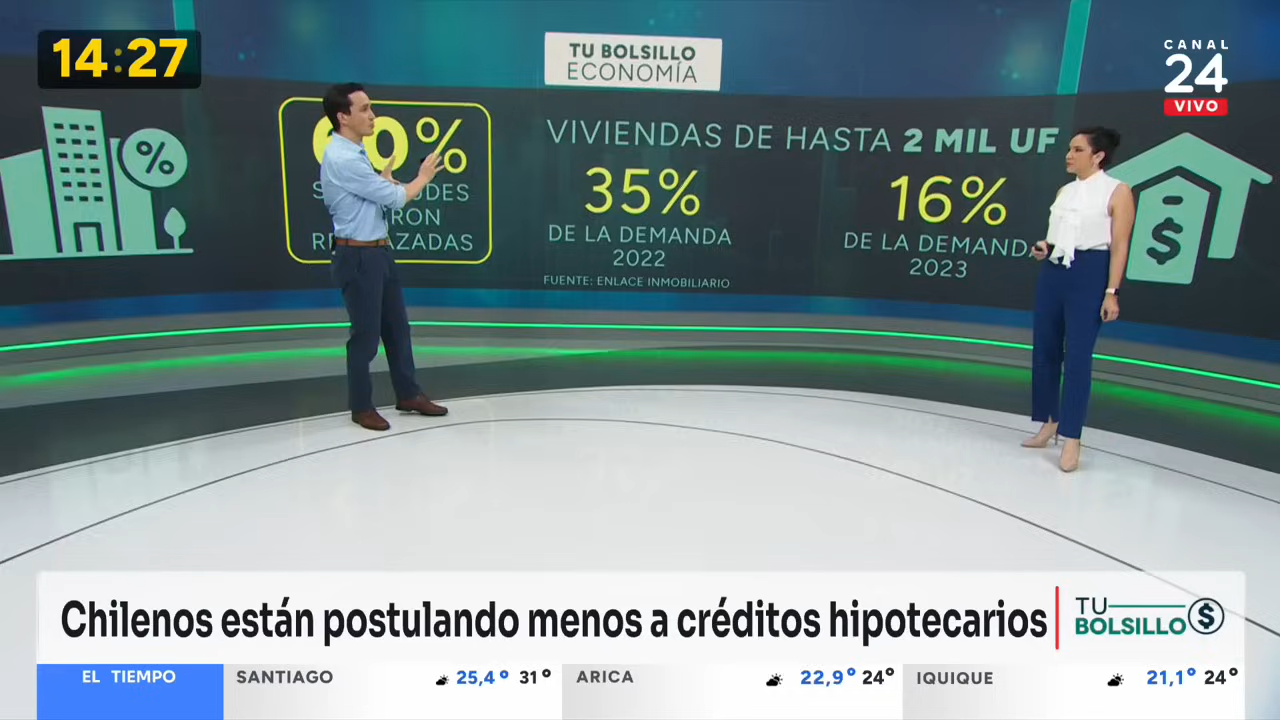 14:27
TU BOLSILLO
ECONOMÍA
CANAL
24
VIVO
%
0%
RON
VIVIENDAS DE HASTA 2 MIL UF
35%
DE LA DEMANDA
2022
FUENTE: ENLACE INMOBILIARIO
16%
DE LA DEMANDA
2023
$
Chilenos están postulando menos a créditos hipotecarios
TU
BOLSILLO $
EL TIEMPO
SANTIAGO 25,4° 31°
ARICA 22,9° 24°
IQUIQUE 21,1° 24°